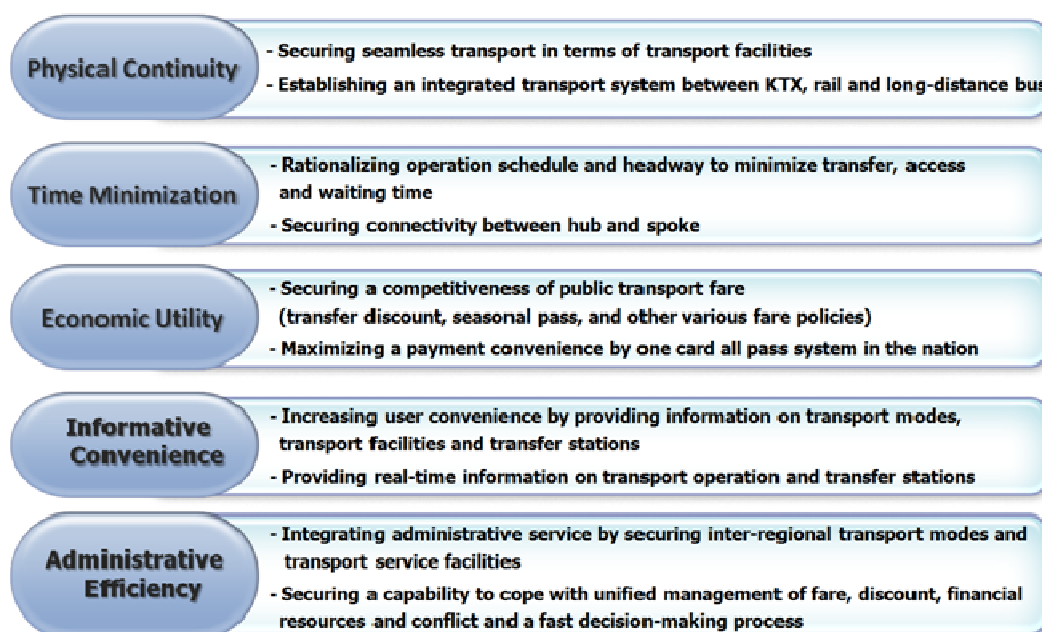 Physical Continuity
- Securing seamless transport in terms of transport facilities
- Establishing an integrated transport system between KTX, rail and long-distance bus
Time Minimization
- Rationalizing operation schedule and headway to minimize transfer, access
and waiting time
- Securing connectivity between hub and spoke
Economic Utility
- Securing a competitiveness of public transport fare
(transfer discount, seasonal pass, and other various fare policies)
- Maximizing a payment convenience by one card all pass system in the nation
Informative
Convenience
- Increasing user convenience by providing information on transport modes,
transport facilities and transfer stations
- Providing real-time information on transport operation and transfer stations
Administrative
Efficiency
- Integrating administrative service by securing inter-regional transport modes and
transport service facilities
- Securing a capability to cope with unified management of fare, discount, financial
resources and conflict and a fast decision-making process